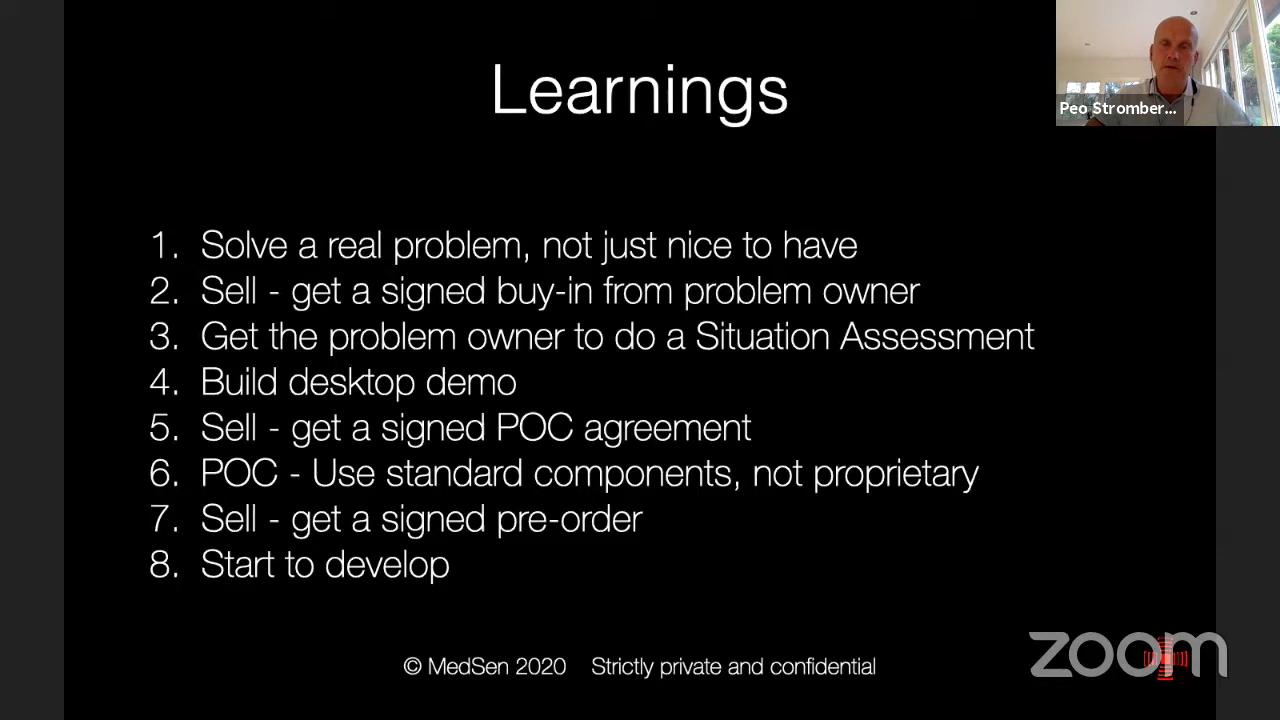 Learnings
Peo Stromber...
1. Solve a real problem, not just nice to have
2. Sell - get a signed buy-in from problem owner
3. Get the problem owner to do a Situation Assessment
4. Build desktop demo
5. Sell - get a signed POC agreement
6. POC - Use standard components, not proprietary
7. Sell - get a signed pre-order
8. Start to develop
© MedSen 2020 Strictly private and confidential
zoom